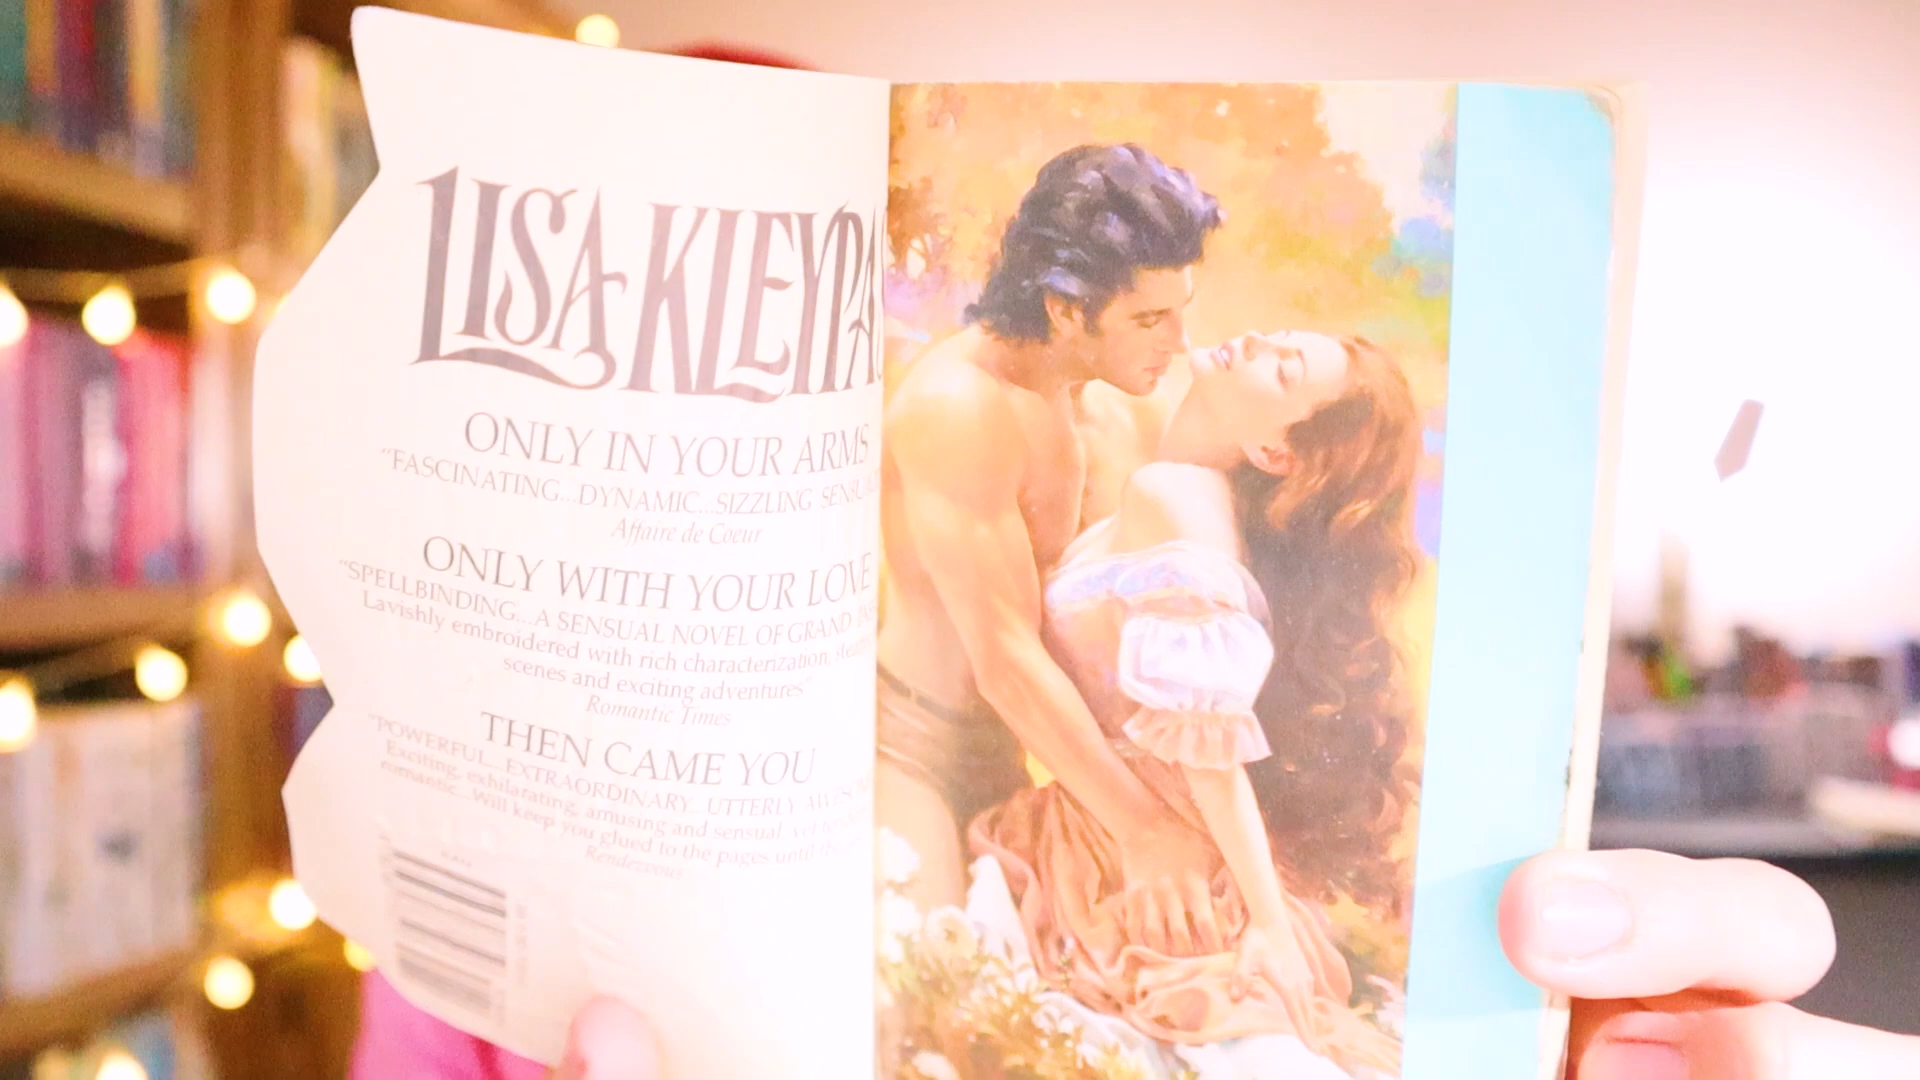 LISA KLEYPA
ONLY IN YOUR ARMS
"FASCINATING...DYNAMIC...SIZZLING
Affaire de Coeur
ONLY WITH YOUR LOVE
"SPELLBINDING...A SENSUAL NOVEL OF GRAND
Lavishly embroidered with rich characterization,
scenes and exciting adventures"
Romantic Times
THEN CAME YOU
"POWERFUL...EXTRAORDINARY...UTTERLY
Exciting, exhilarating, amusing and sensual, yet
romantic...Will keep you glued to the pages until
Rendezvous